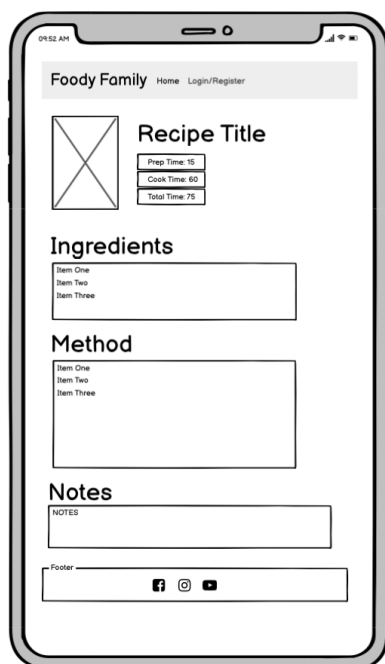 09:52 AM
Foody Family Home Login/Register
Recipe Title
Prep Time: 15
Cook Time: 60
Total Time: 75
Ingredients
Item One
Item Two
Item Three
Method
Item One
Item Two
Item Three
Notes
NOTES
Footer